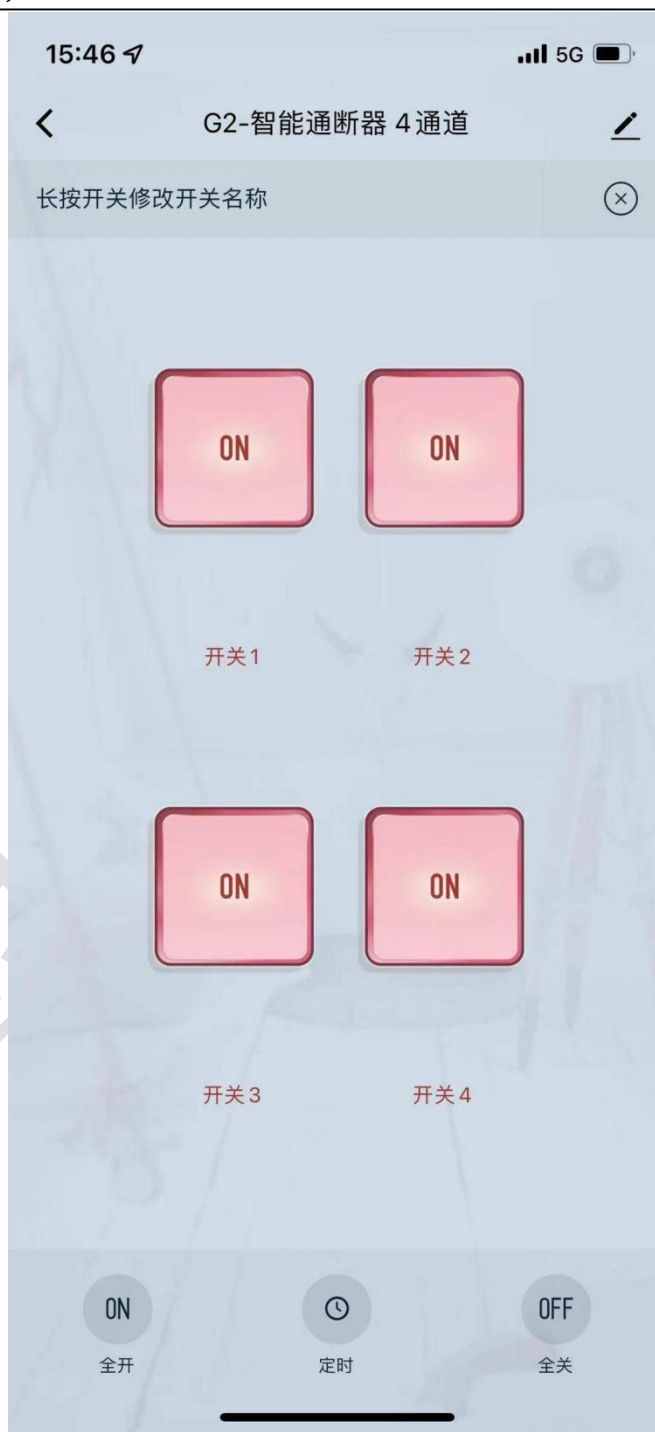 15:46 5G
G2-智能通断器 4通道
长按开关修改开关名称
ON ON
开关1 开关2
ON ON
开关3 开关4
ON OFF
全开 定时 全关